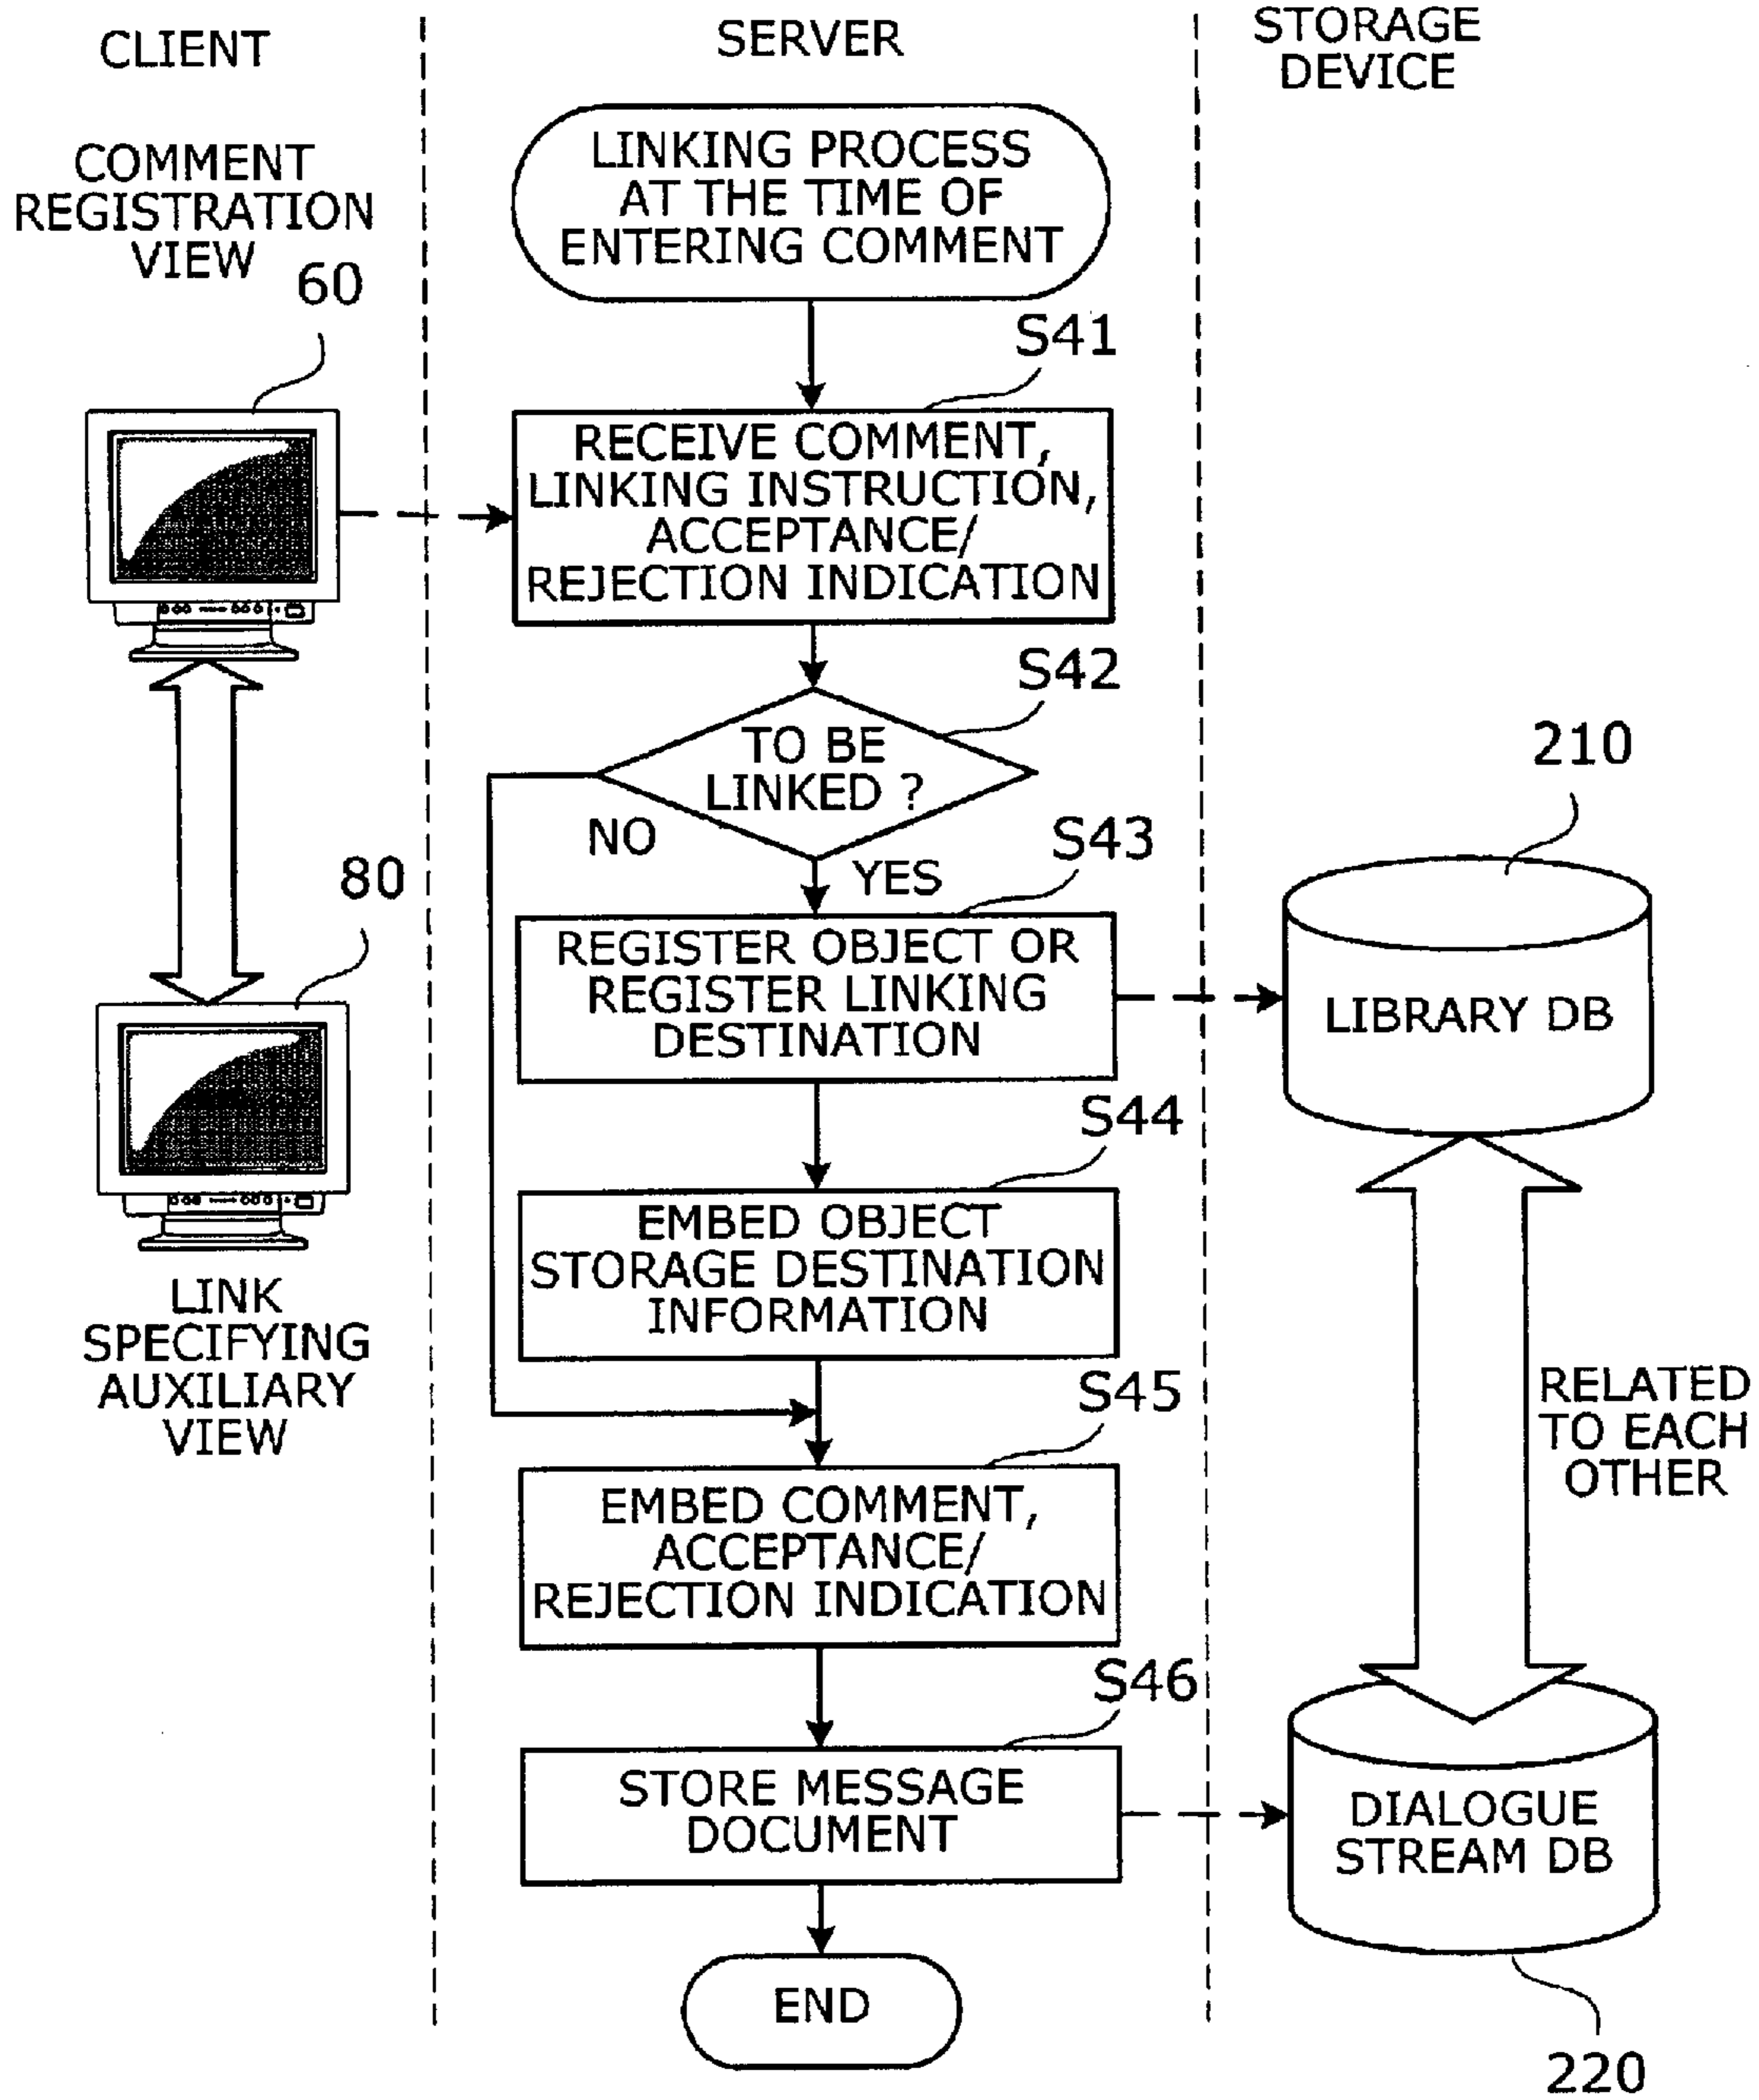 CLIENT
SERVER
STORAGE
DEVICE
COMMENT
REGISTRATION
VIEW
60
LINKING PROCESS
AT THE TIME OF
ENTERING COMMENT
S41
RECEIVE COMMENT,
LINKING INSTRUCTION,
ACCEPTANCE/
REJECTION INDICATION
S42
TO BE
LINKED ?
NO
YES
S43
210
80
REGISTER OBJECT OR
REGISTER LINKING
DESTINATION
LIBRARY DB
S44
EMBED OBJECT
STORAGE DESTINATION
INFORMATION
LINK
SPECIFYING
AUXILIARY
VIEW
S45
RELATED
TO EACH
OTHER
EMBED COMMENT,
ACCEPTANCE/
REJECTION INDICATION
S46
STORE MESSAGE
DOCUMENT
DIALOGUE
STREAM DB
END
220